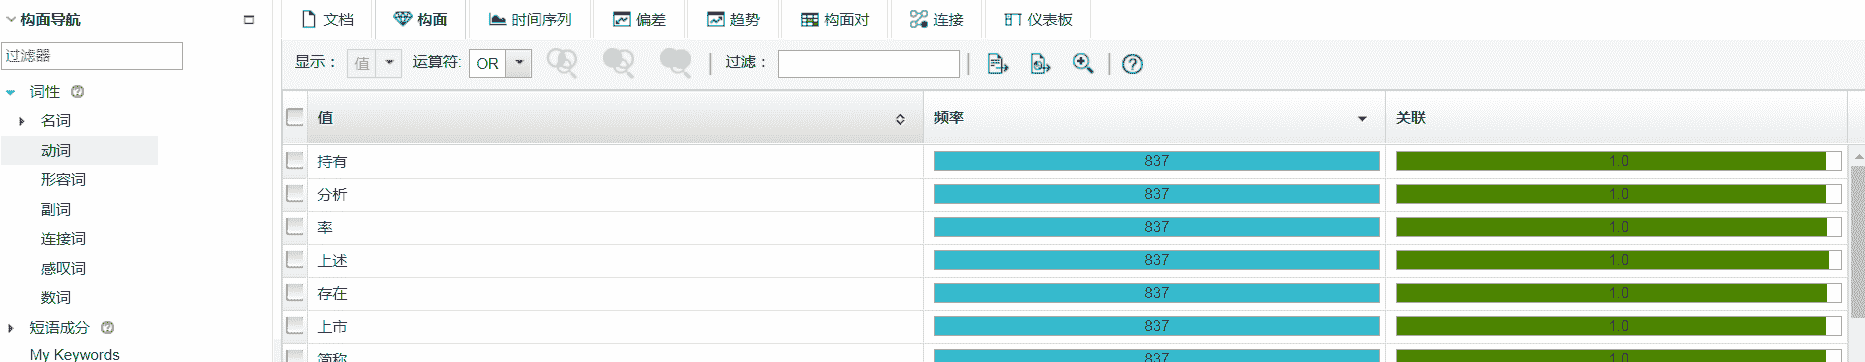 构面导航
过滤器
词性
名词
动词
形容词
副词
连接词
感叹词
数词
短语成分
My Keywords
文档 构面 时间序列 偏差 趋势 构面对 连接 仪表板
显示： 值 运算符: OR 过滤：
值 频率 关联
持有 837 1.0
分析 837 1.0
率 837 1.0
上述 837 1.0
存在 837 1.0
上市 837 1.0
简称 837 1.0